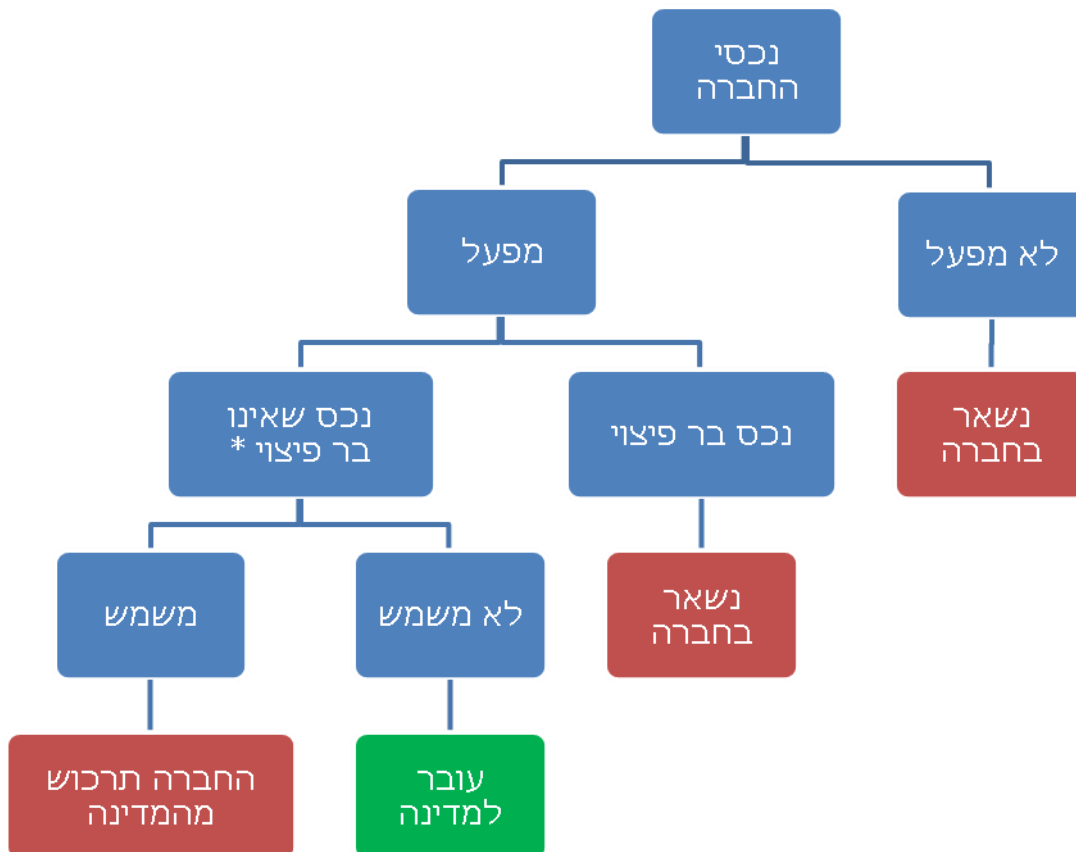 נכסי
החברה
לא מפעל
מפעל
נשאר
בחברה
נכס בר פיצוי
נכס שאינו
בר פיצוי *
נשאר
בחברה
לא משמש
משמש
עובר
למדינה
החברה תרכוש
מהמדינה